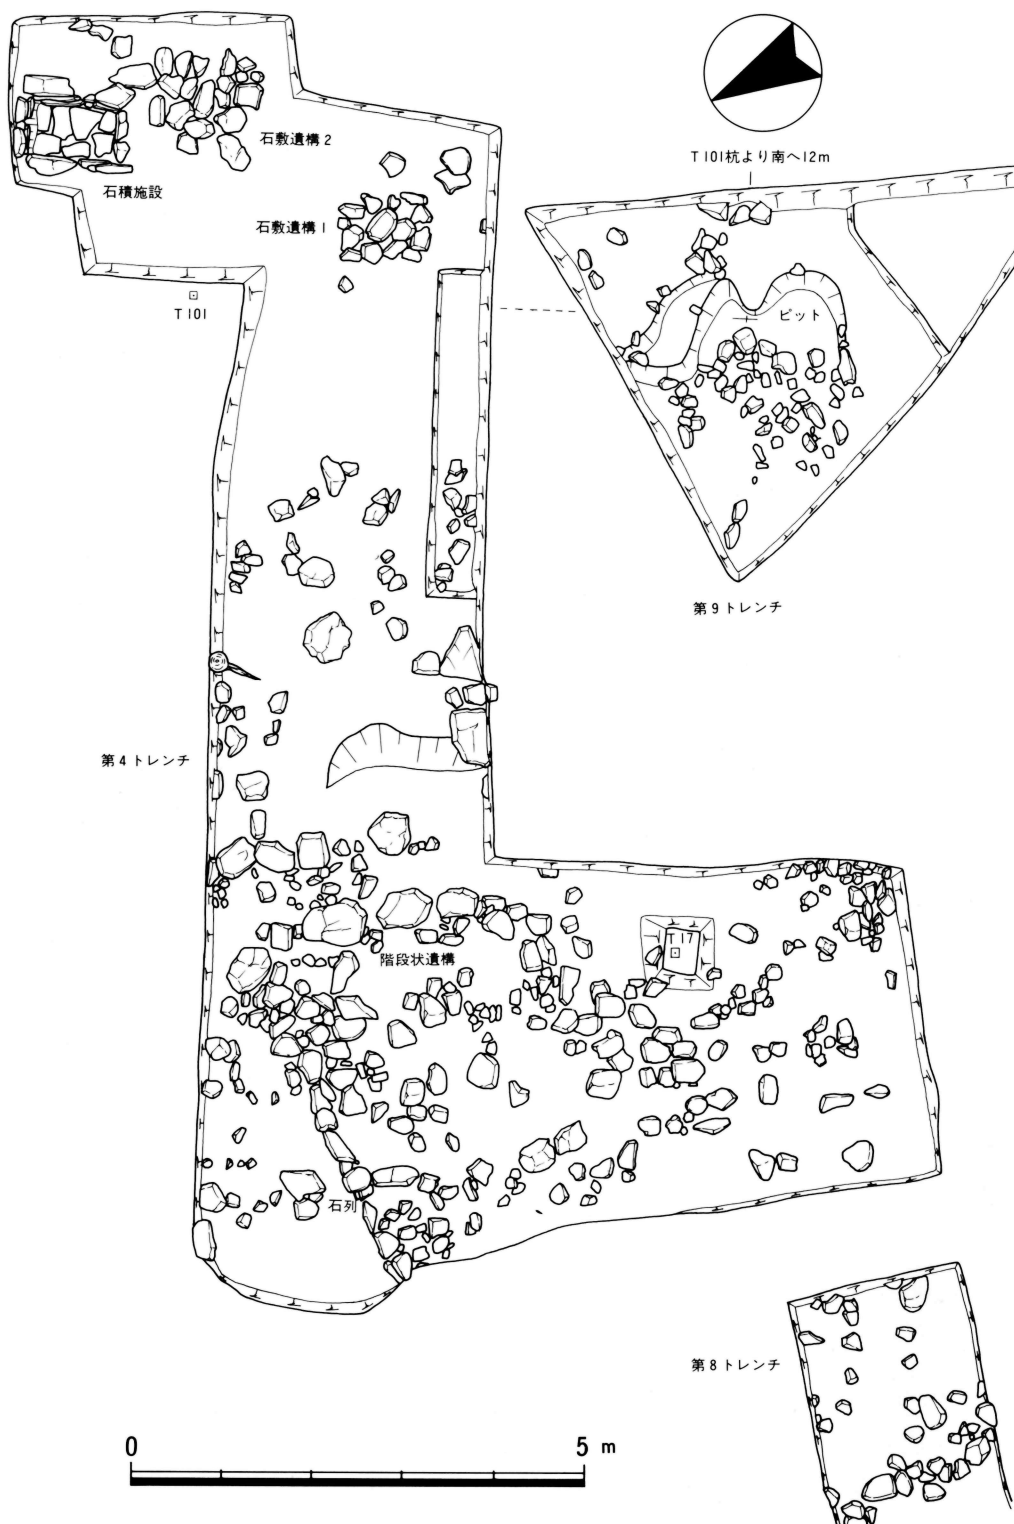 石敷遺構2
石積施設
石敷遺構1
T101
T101杭より南へ12m
ピット
第9トレンチ
第4トレンチ
T17
階段状遺構
石列
第8トレンチ
0 5 m